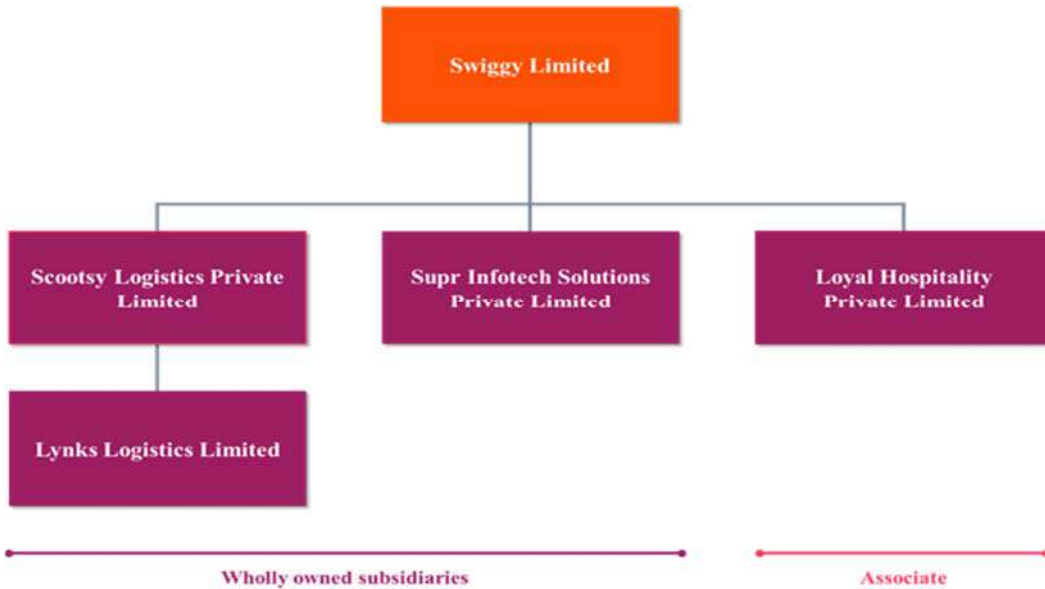 Swiggy Limited
Scootsy Logistics Private
Limited
Supr Infotech Solutions
Private Limited
Loyal Hospitality
Private Limited
Lynks Logistics Limited
Wholly owned subsidiaries
Associate